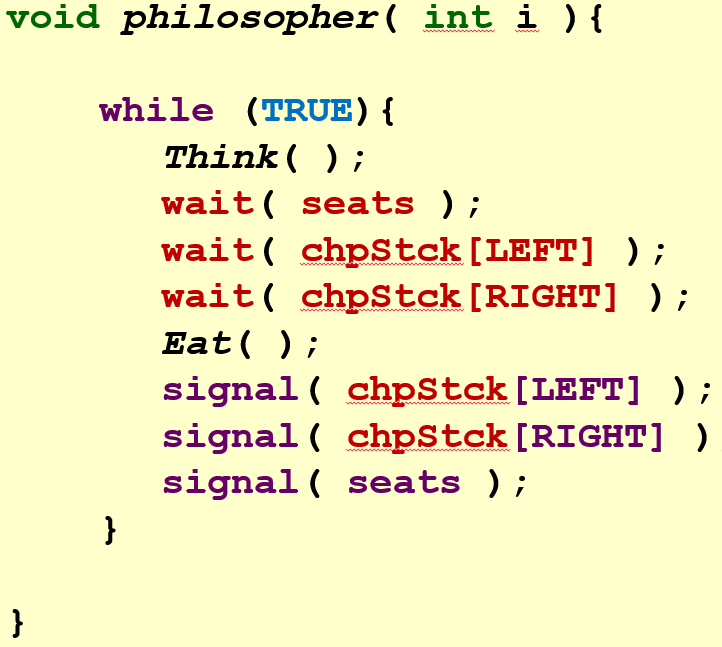 void philosopher( int i ){
while (TRUE){
Think( );
wait( seats );
wait( chpStck[LEFT] );
wait( chpStck[RIGHT] );
Eat( );
signal( chpStck[LEFT] );
signal( chpStck[RIGHT] )
signal( seats );
}
}